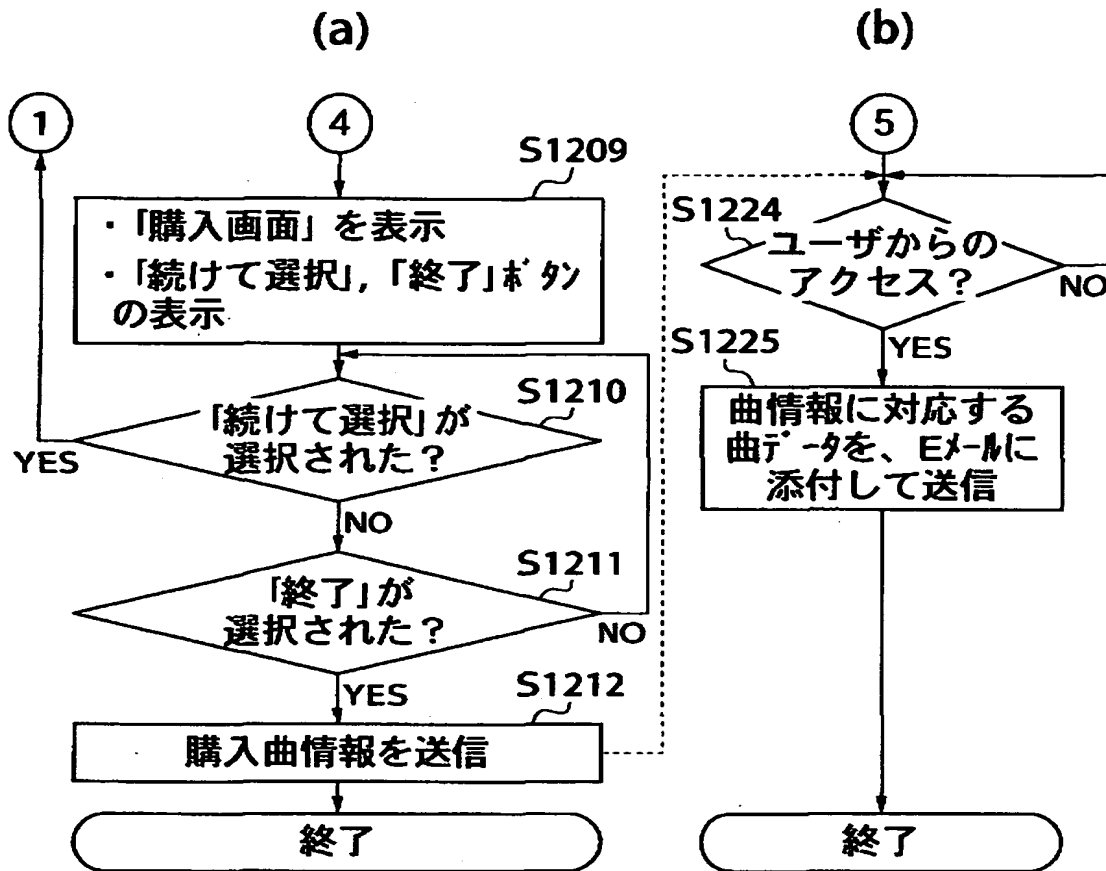 (a)
1
4
S1209
・「購入画面」を表示
・「続けて選択」,「終了」ボタン
の表示
S1210
「続けて選択」が
選択された?
YES
NO
S1211
「終了」が
選択された?
NO
YES
S1212
購入曲情報を送信
終了
(b)
5
S1224
ユーザからの
アクセス?
NO
YES
S1225
曲情報に対応する
曲データを、Eメールに
添付して送信
終了